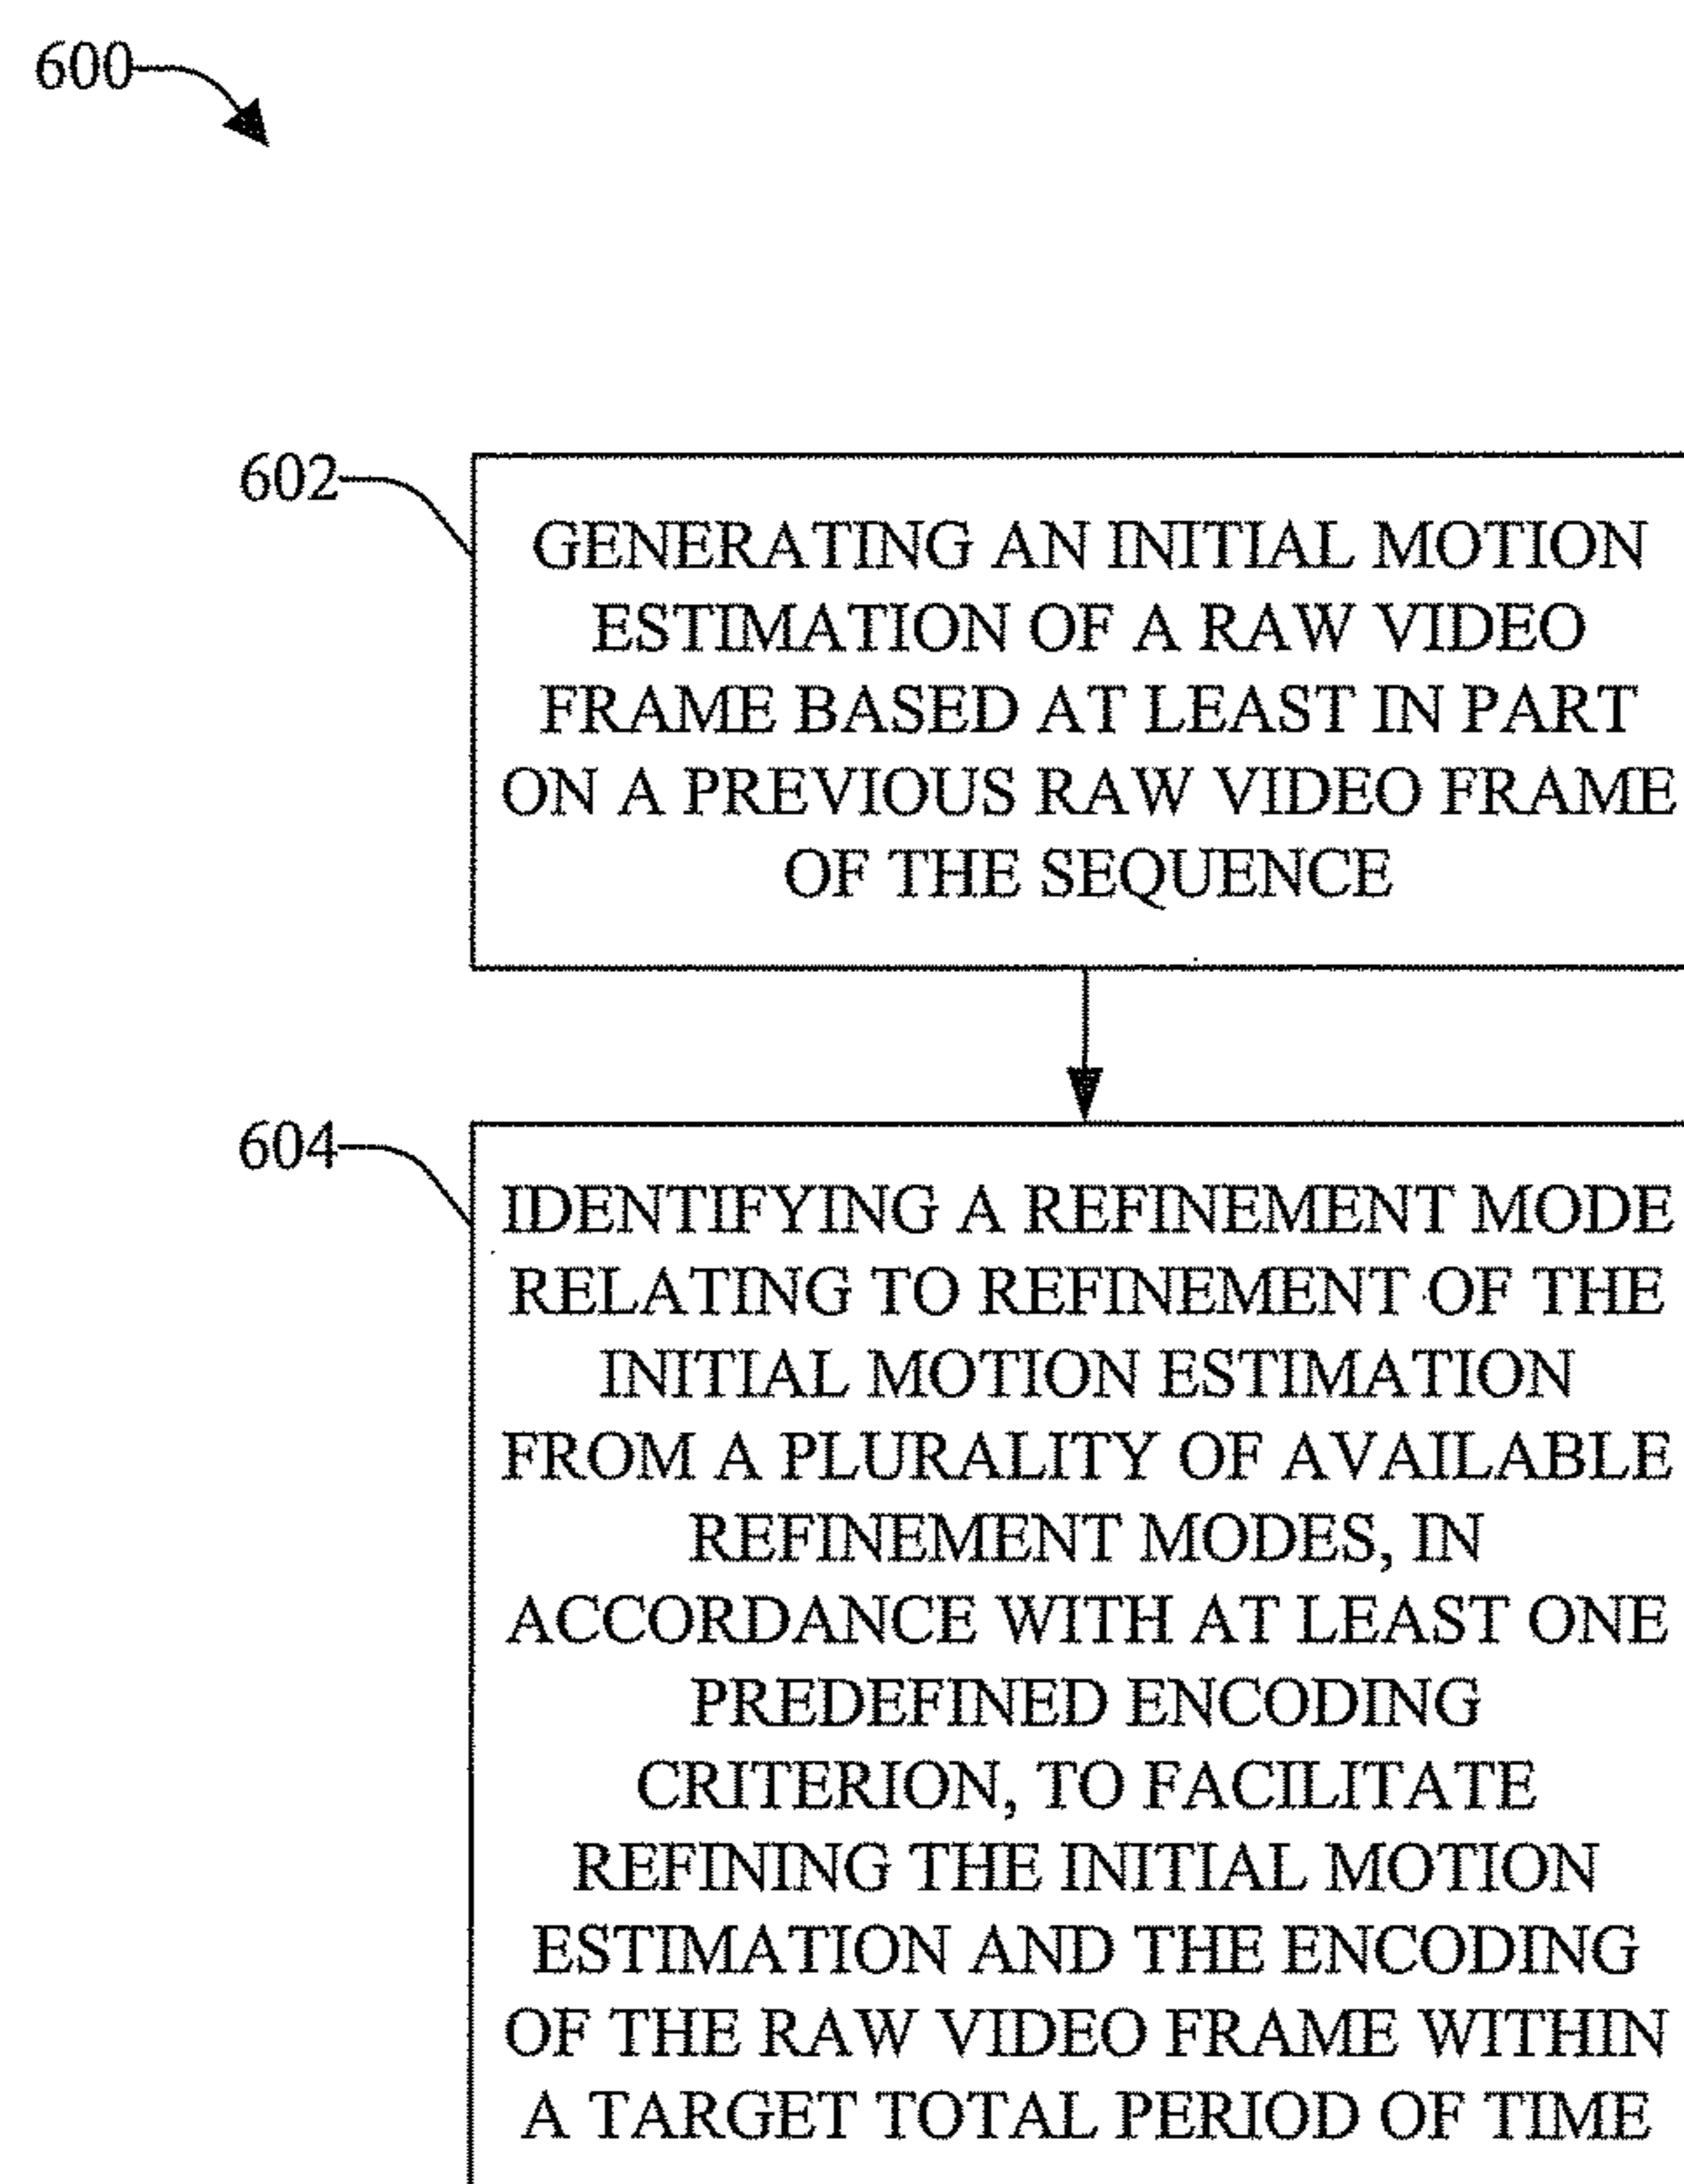 600
602
GENERATING AN INITIAL MOTION
ESTIMATION OF A RAW VIDEO
FRAME BASED AT LEAST IN PART
ON A PREVIOUS RAW VIDEO FRAME
OF THE SEQUENCE
604
IDENTIFYING A REFINEMENT MODE
RELATING TO REFINEMENT OF THE
INITIAL MOTION ESTIMATION
FROM A PLURALITY OF AVAILABLE
REFINEMENT MODES, IN
ACCORDANCE WITH AT LEAST ONE
PREDEFINED ENCODING
CRITERION, TO FACILITATE
REFINING THE INITIAL MOTION
ESTIMATION AND THE ENCODING
OF THE RAW VIDEO FRAME WITHIN
A TARGET TOTAL PERIOD OF TIME